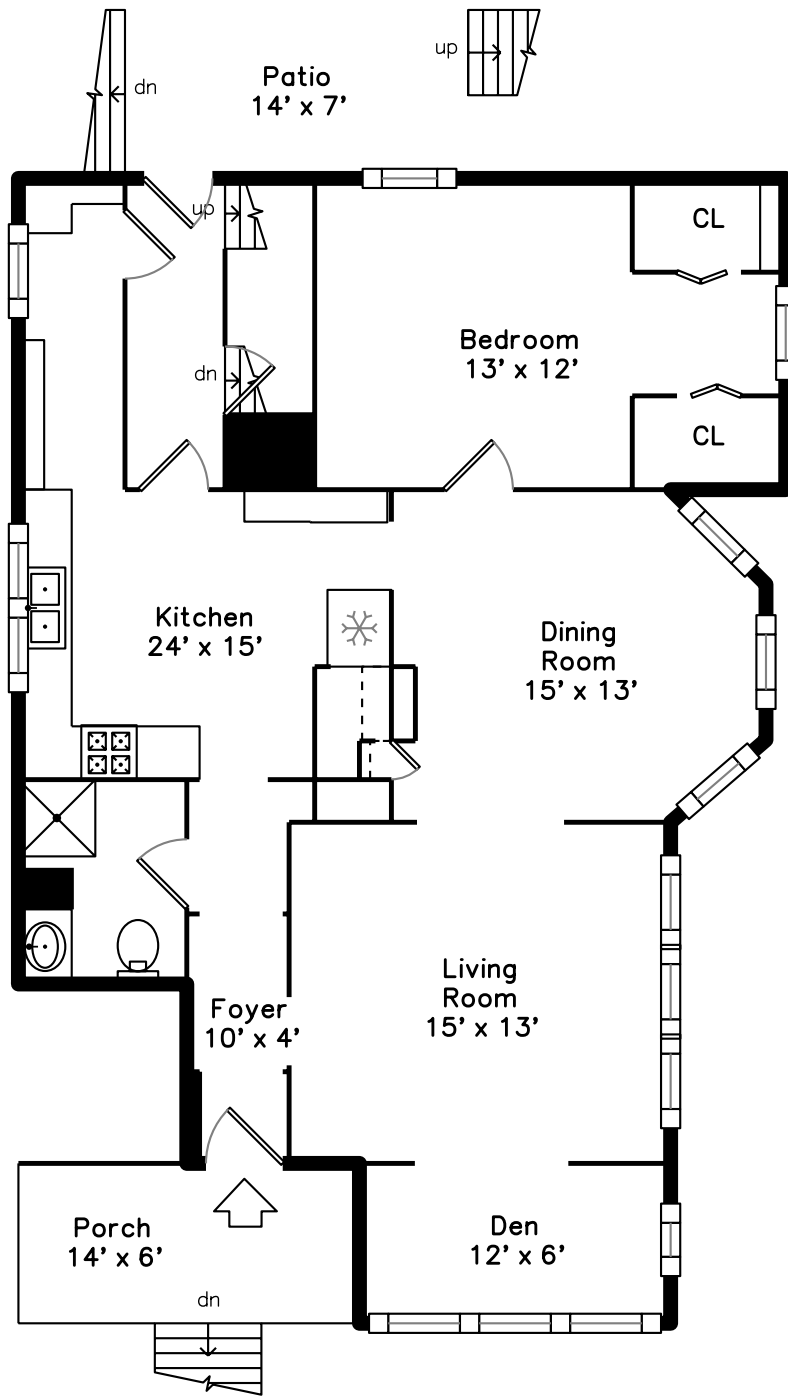 up
dn
Patio
14' x 7'
up
CL
Bedroom
13' x 12'
dn
CL
Kitchen
24' x 15'
Dining
Room
15' x 13'
Living
Room
15' x 13'
Foyer
10' x 4'
Porch
14' x 6'
Den
12' x 6'
dn